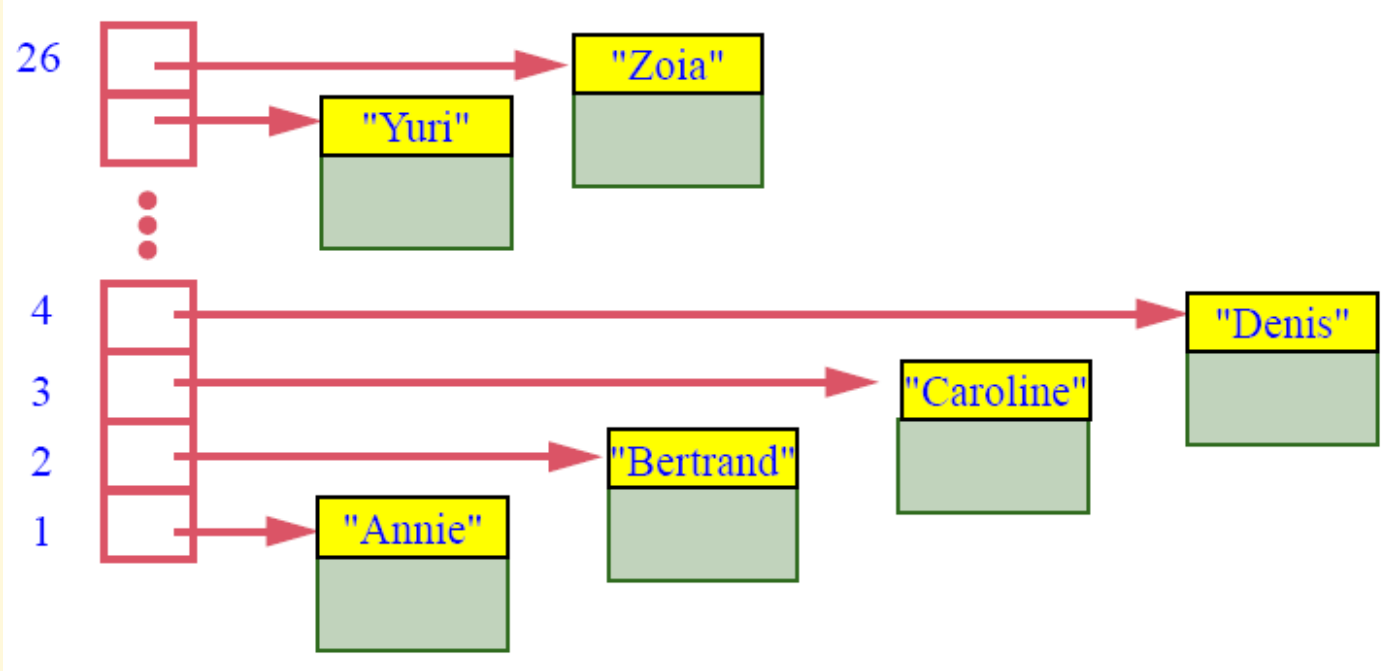 26
"Zoia"
"Yuri"
4
"Denis"
3
"Caroline"
2
"Bertrand"
1
"Annie"